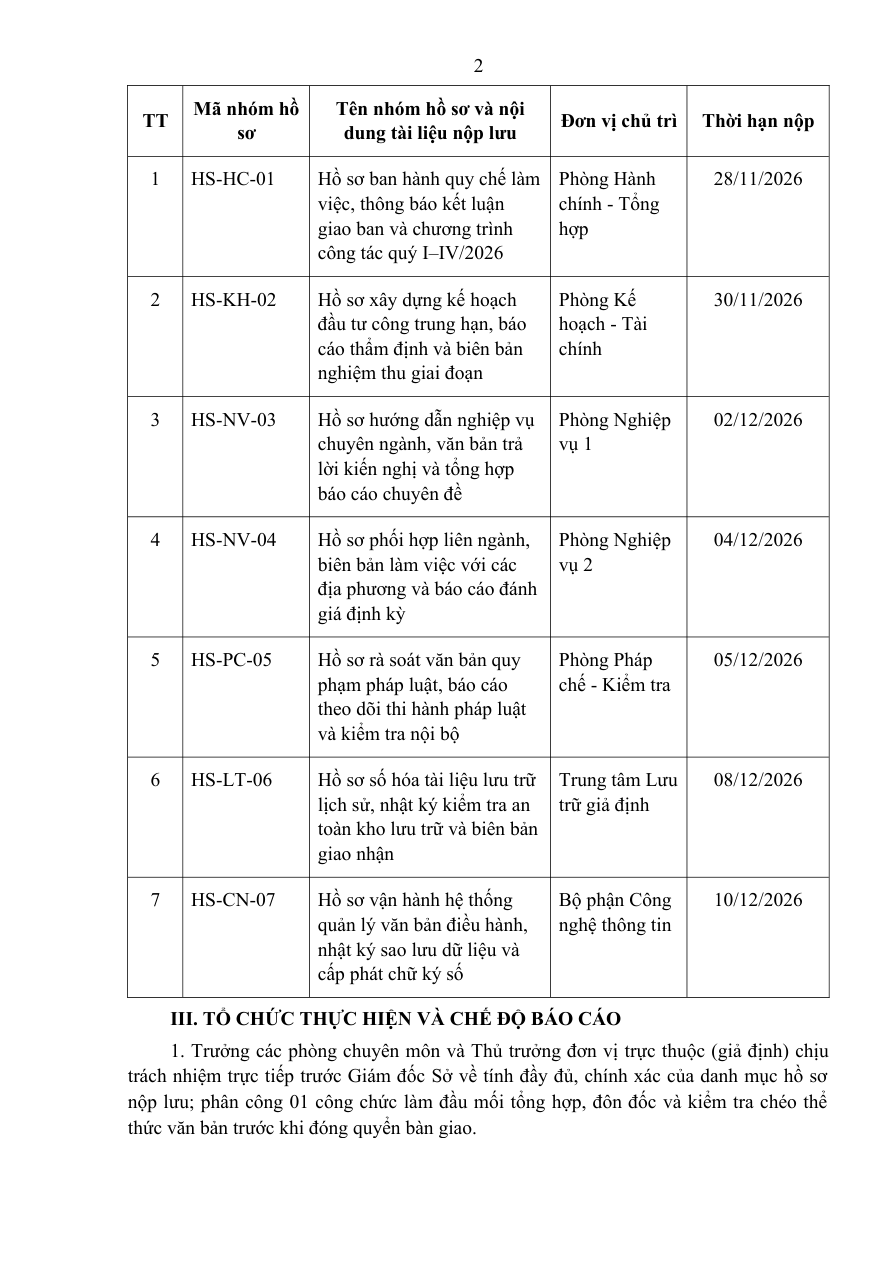 2
TT
Mã nhóm hồ
sơ
Tên nhóm hồ sơ và nội
dung tài liệu nộp lưu
Đơn vị chủ trì
Thời hạn nộp
1
HS-HC-01
Hồ sơ ban hành quy chế làm
việc, thông báo kết luận
giao ban và chương trình
công tác quý I–IV/2026
Phòng Hành
chính - Tổng
hợp
28/11/2026
2
HS-KH-02
Hồ sơ xây dựng kế hoạch
đầu tư công trung hạn, báo
cáo thẩm định và biên bản
nghiệm thu giai đoạn
Phòng Kế
hoạch - Tài
chính
30/11/2026
3
HS-NV-03
Hồ sơ hướng dẫn nghiệp vụ
chuyên ngành, văn bản trả
lời kiến nghị và tổng hợp
báo cáo chuyên đề
Phòng Nghiệp
vụ 1
02/12/2026
4
HS-NV-04
Hồ sơ phối hợp liên ngành,
biên bản làm việc với các
địa phương và báo cáo đánh
giá định kỳ
Phòng Nghiệp
vụ 2
04/12/2026
5
HS-PC-05
Hồ sơ rà soát văn bản quy
phạm pháp luật, báo cáo
theo dõi thi hành pháp luật
và kiểm tra nội bộ
Phòng Pháp
chế - Kiểm tra
05/12/2026
6
HS-LT-06
Hồ sơ số hóa tài liệu lưu trữ
lịch sử, nhật ký kiểm tra an
toàn kho lưu trữ và biên bản
giao nhận
Trung tâm Lưu
trữ giả định
08/12/2026
7
HS-CN-07
Hồ sơ vận hành hệ thống
quản lý văn bản điều hành,
nhật ký sao lưu dữ liệu và
cấp phát chữ ký số
Bộ phận Công
nghệ thông tin
10/12/2026
III. TỔ CHỨC THỰC HIỆN VÀ CHẾ ĐỘ BÁO CÁO
1. Trưởng các phòng chuyên môn và Thủ trưởng đơn vị trực thuộc (giả định) chịu
trách nhiệm trực tiếp trước Giám đốc Sở về tính đầy đủ, chính xác của danh mục hồ sơ
nộp lưu; phân công 01 công chức làm đầu mối tổng hợp, đôn đốc và kiểm tra chéo thể
thức văn bản trước khi đóng quyển bàn giao.